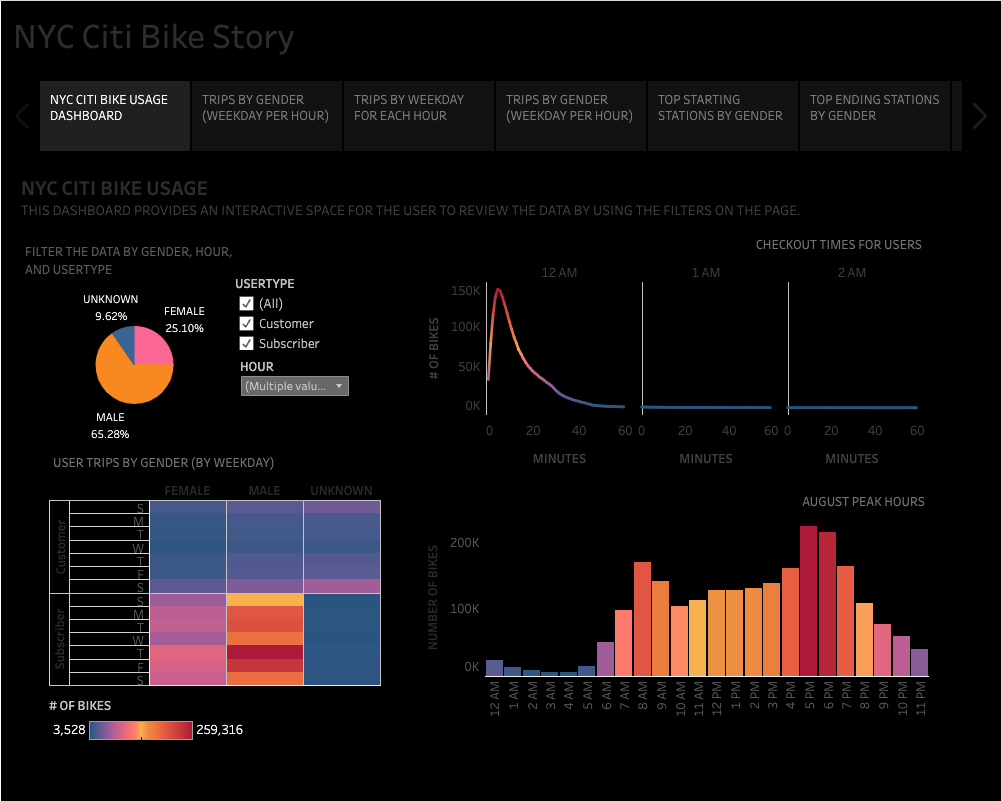 NYC Citi Bike Story
NYC CITI BIKE USAGE
DASHBOARD
TRIPS BY GENDER
(WEEKDAY PER HOUR)
TRIPS BY WEEKDAY
FOR EACH HOUR
TRIPS BY GENDER
(WEEKDAY PER HOUR)
TOP STARTING
STATIONS BY GENDER
TOP ENDING STATIONS
BY GENDER
NYC CITI BIKE USAGE
THIS DASHBOARD PROVIDES AN INTERACTIVE SPACE FOR THE USER TO REVIEW THE DATA BY USING THE FILTERS ON THE PAGE.
FILTER THE DATA BY GENDER, HOUR,
AND USERTYPE
UNKNOWN
9.62%
FEMALE
25.10%
MALE
65.28%
USERTYPE
(All)
Customer
Subscriber
HOUR
(Multiple valu...
CHECKOUT TIMES FOR USERS
12 AM 1 AM 2 AM
# OF BIKES
150K
100K
50K
0K
0 20 40 60 0 20 40 60 0 20 40 60
MINUTES MINUTES MINUTES
USER TRIPS BY GENDER (BY WEEKDAY)
FEMALE MALE UNKNOWN
Customer
S
M
T
W
T
F
S
Subscriber
S
M
T
W
T
F
S
# OF BIKES
3,528 259,316
AUGUST PEAK HOURS
NUMBER OF BIKES
200K
100K
0K
12 AM 1 AM 2 AM 3 AM 4 AM 5 AM 6 AM 7 AM 8 AM 9 AM 10 AM 11 AM 12 PM 1 PM 2 PM 3 PM 4 PM 5 PM 6 PM 7 PM 8 PM 9 PM 10 PM 11 PM